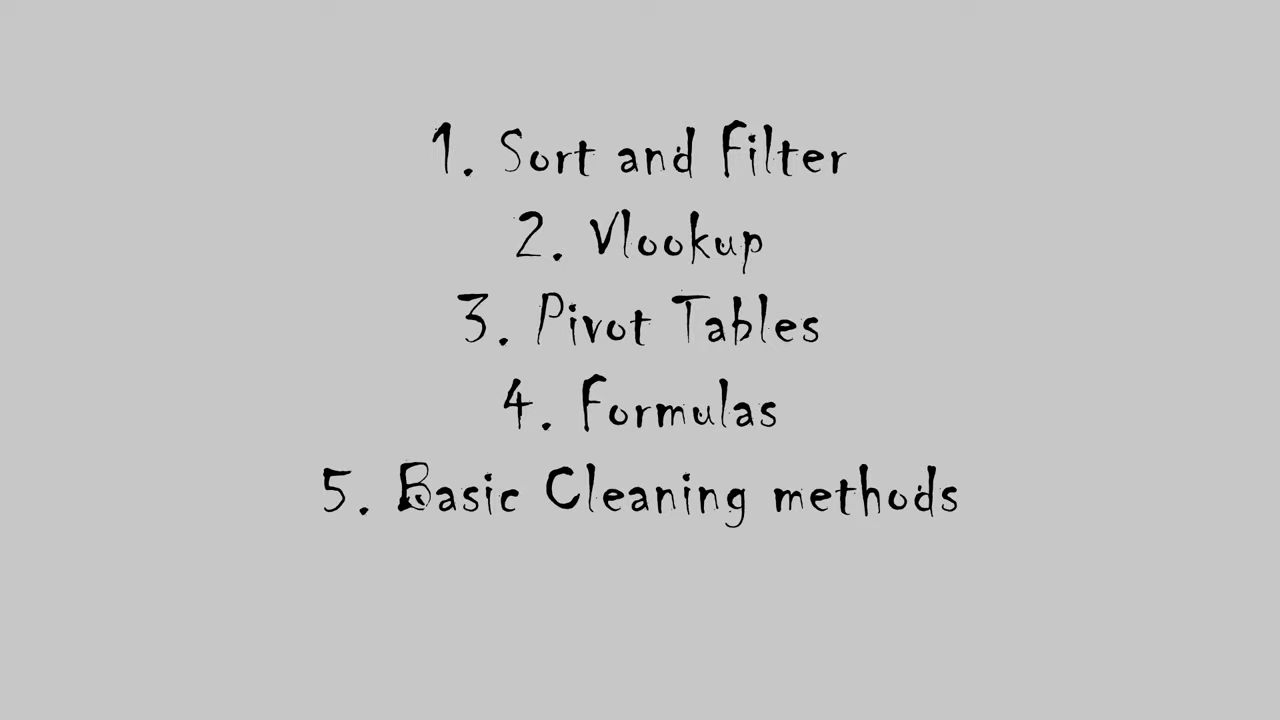 1. Sort and Filter
2. Vlookup
3. Pivot Tables
4. Formulas
5. Basic Cleaning methods